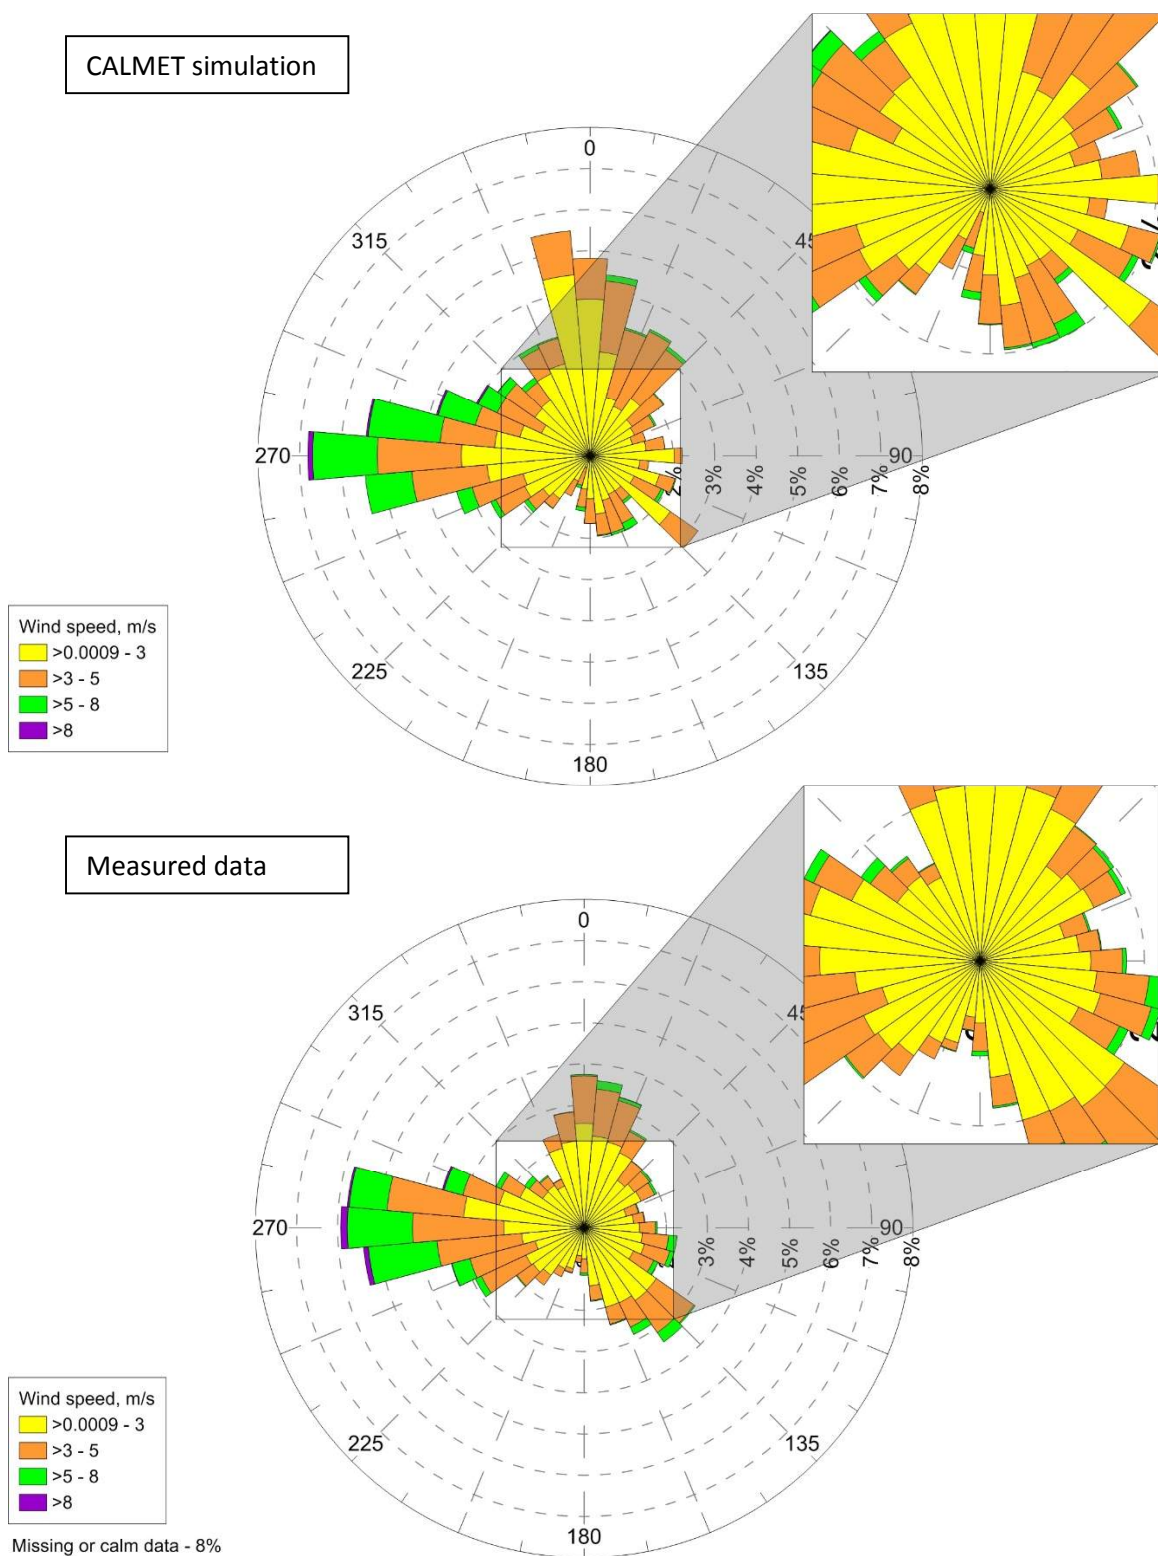 CALMET simulation
0
315
45
270
90
2%
3%
4%
5%
6%
7%
8%
225
135
180
Wind speed, m/s
>0.0009 - 3
>3 - 5
>5 - 8
>8
Measured data
0
315
45
270
90
3%
4%
5%
6%
7%
8%
225
135
180
Wind speed, m/s
>0.0009 - 3
>3 - 5
>5 - 8
>8
Missing or calm data - 8%